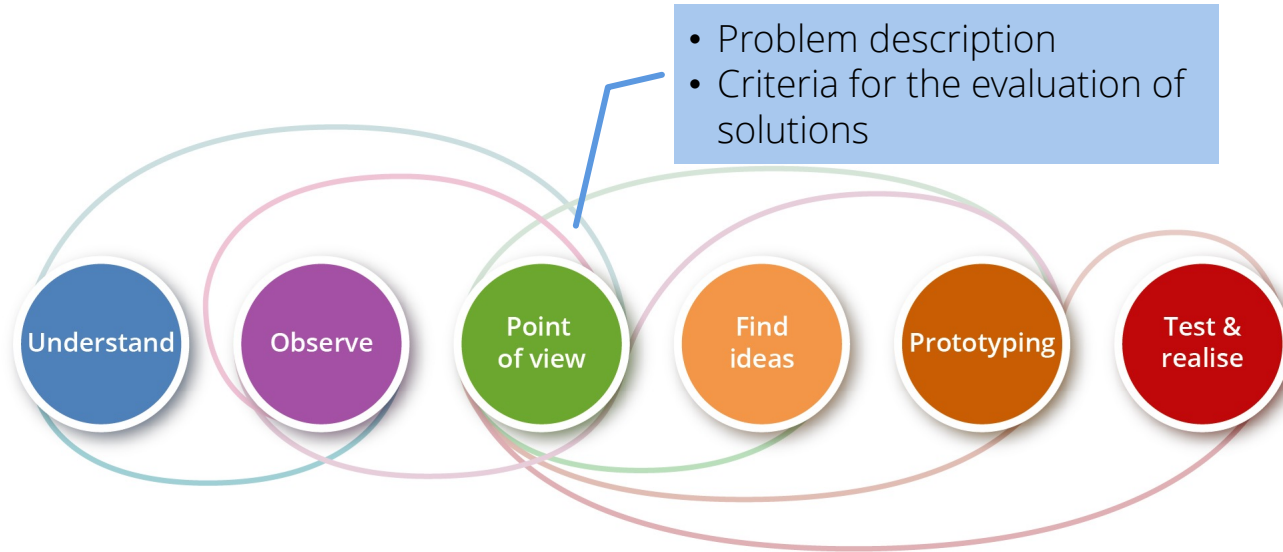 • Problem description
• Criteria for the evaluation of
solutions
Understand
Observe
Point
of view
Find
ideas
Prototyping
Test &
realise